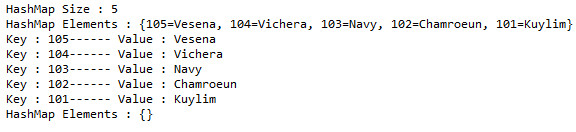 HashMap Size : 5
HashMap Elements : {105=Vesena, 104=Vichera, 103=Navy, 102=Chamroeun, 101=Kuylim}
Key : 105------ Value : Vesena
Key : 104------ Value : Vichera
Key : 103------ Value : Navy
Key : 102------ Value : Chamroeun
Key : 101------ Value : Kuylim
HashMap Elements : {}